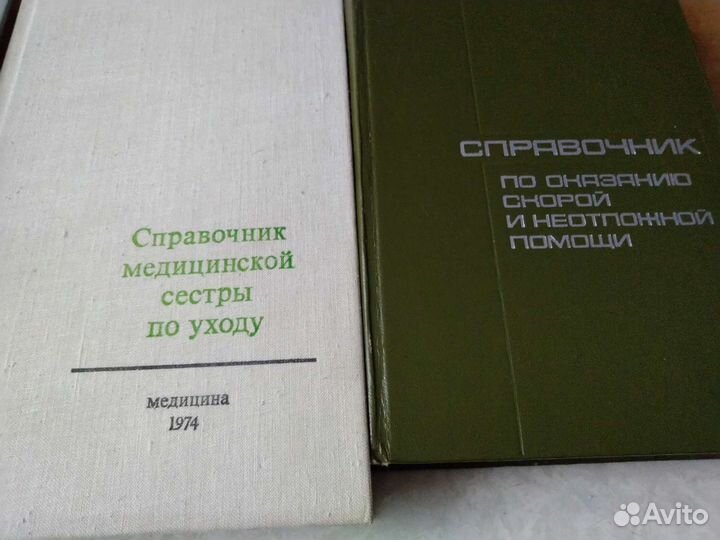 Справочник
медицинской
сестры
по уходу
медицина
1974
СПРАВОЧНИК
ПО ОКАЗАНИЮ
СКОРОЙ
И НЕОТЛОЖНОЙ
ПОМОЩИ
Avito